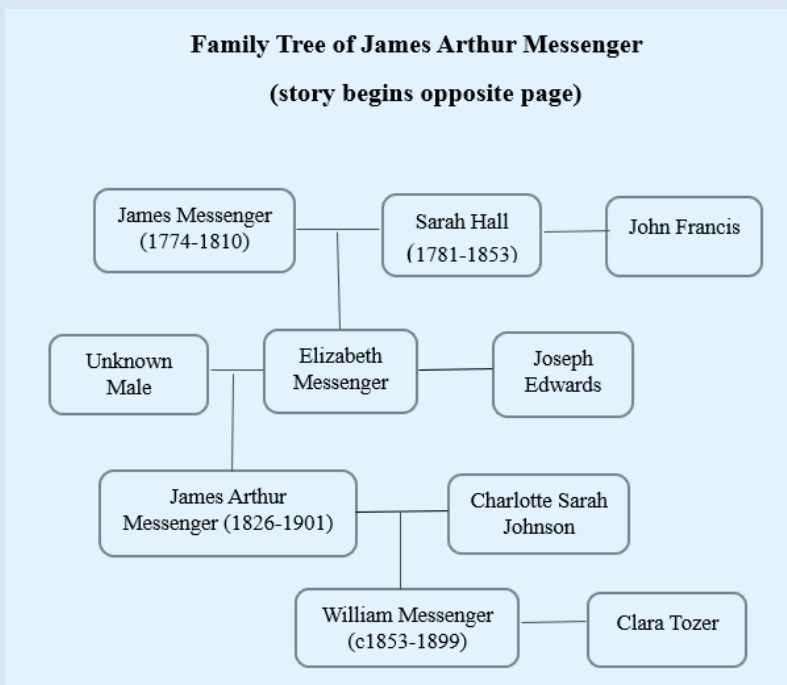 Family Tree of James Arthur Messenger
(story begins opposite page)
James Messenger
(1774-1810)
Sarah Hall
(1781-1853)
John Francis
Unknown
Male
Elizabeth
Messenger
Joseph
Edwards
James Arthur
Messenger (1826-1901)
Charlotte Sarah
Johnson
William Messenger
(c1853-1899)
Clara Tozer